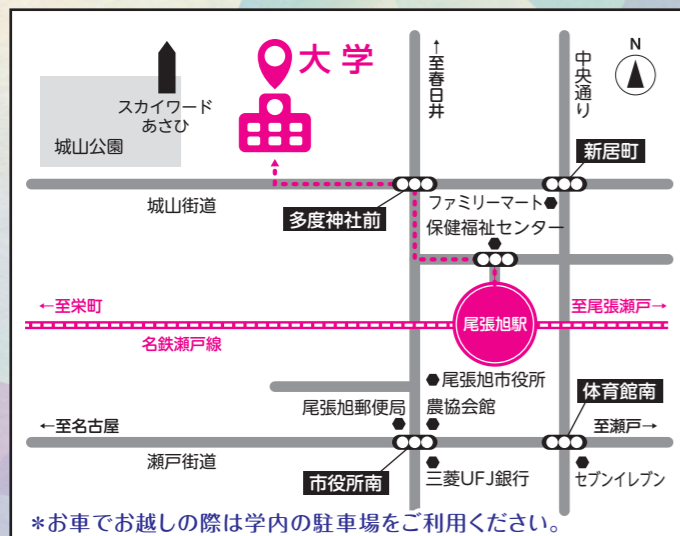 大学
↑至春日井
中央通り
N
スカイワード
あさひ
城山公園
新居町
城山街道
多度神社前
ファミリーマート
保健福祉センター
←至栄町
至尾張瀬戸→
尾張旭駅
名鉄瀬戸線
尾張旭市役所
体育館南
尾張旭郵便局
農協会館
←至名古屋
至瀬戸→
瀬戸街道
市役所南
三菱UFJ銀行
セブンイレブン
*お車でお越しの際は学内の駐車場をご利用ください。